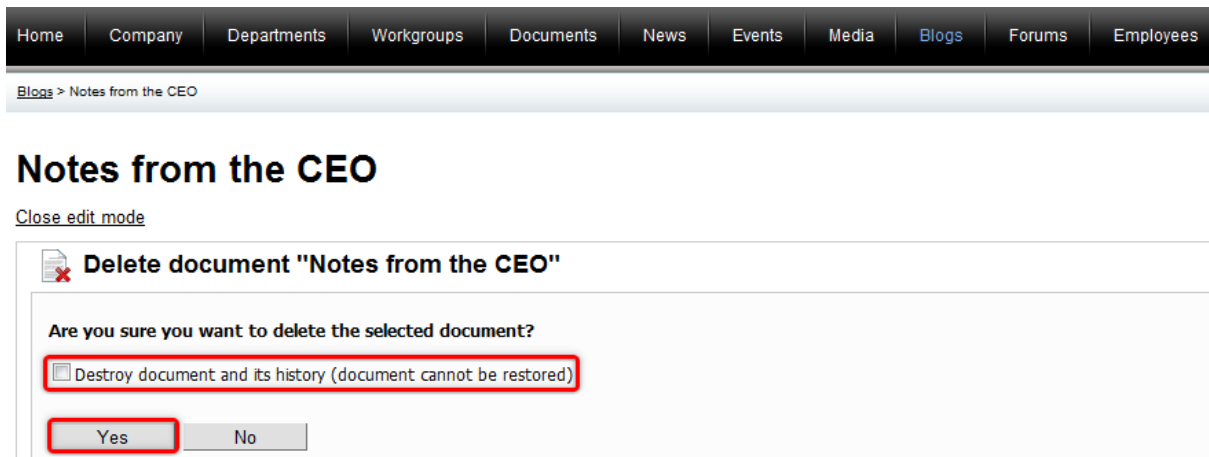 Home Company Departments Workgroups Documents News Events Media Blogs Forums Employees
Blogs > Notes from the CEO
Notes from the CEO
Close edit mode
Delete document "Notes from the CEO"
Are you sure you want to delete the selected document?
Destroy document and its history (document cannot be restored)
Yes No